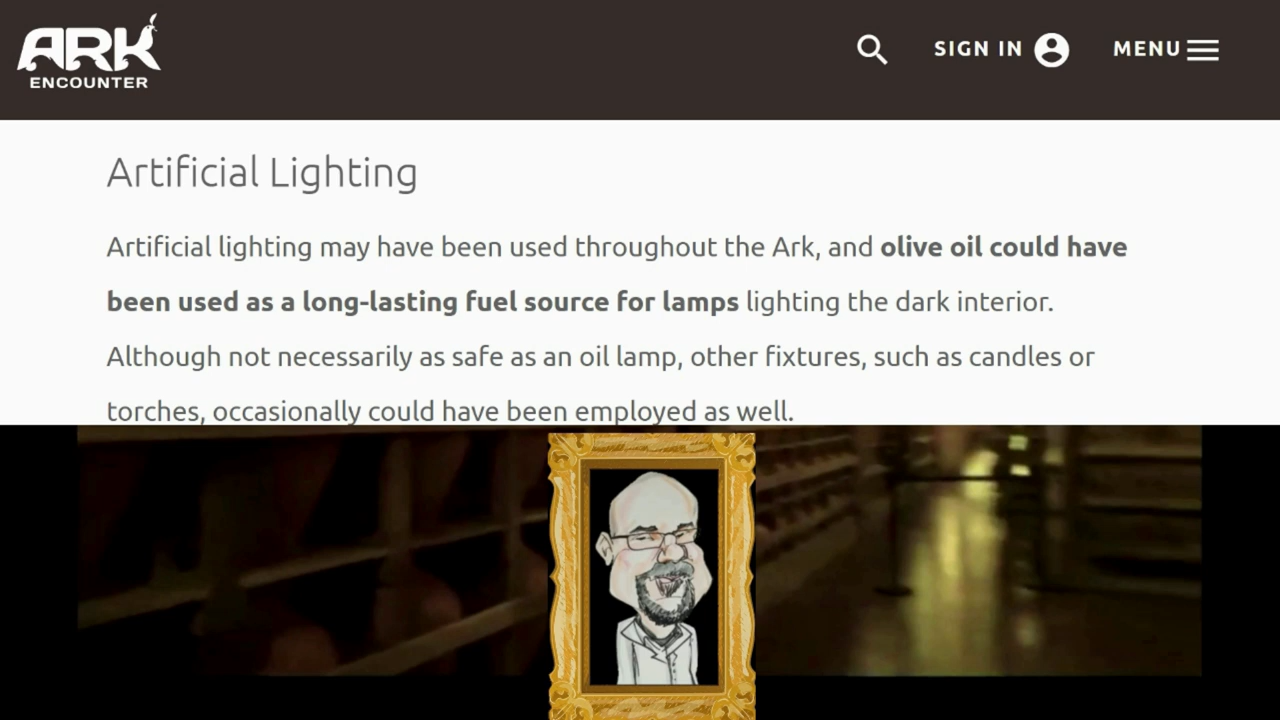 ARK
ENCOUNTER
SIGN IN
MENU
Artificial Lighting
Artificial lighting may have been used throughout the Ark, and olive oil could have
been used as a long-lasting fuel source for lamps lighting the dark interior.
Although not necessarily as safe as an oil lamp, other fixtures, such as candles or
torches, occasionally could have been employed as well.